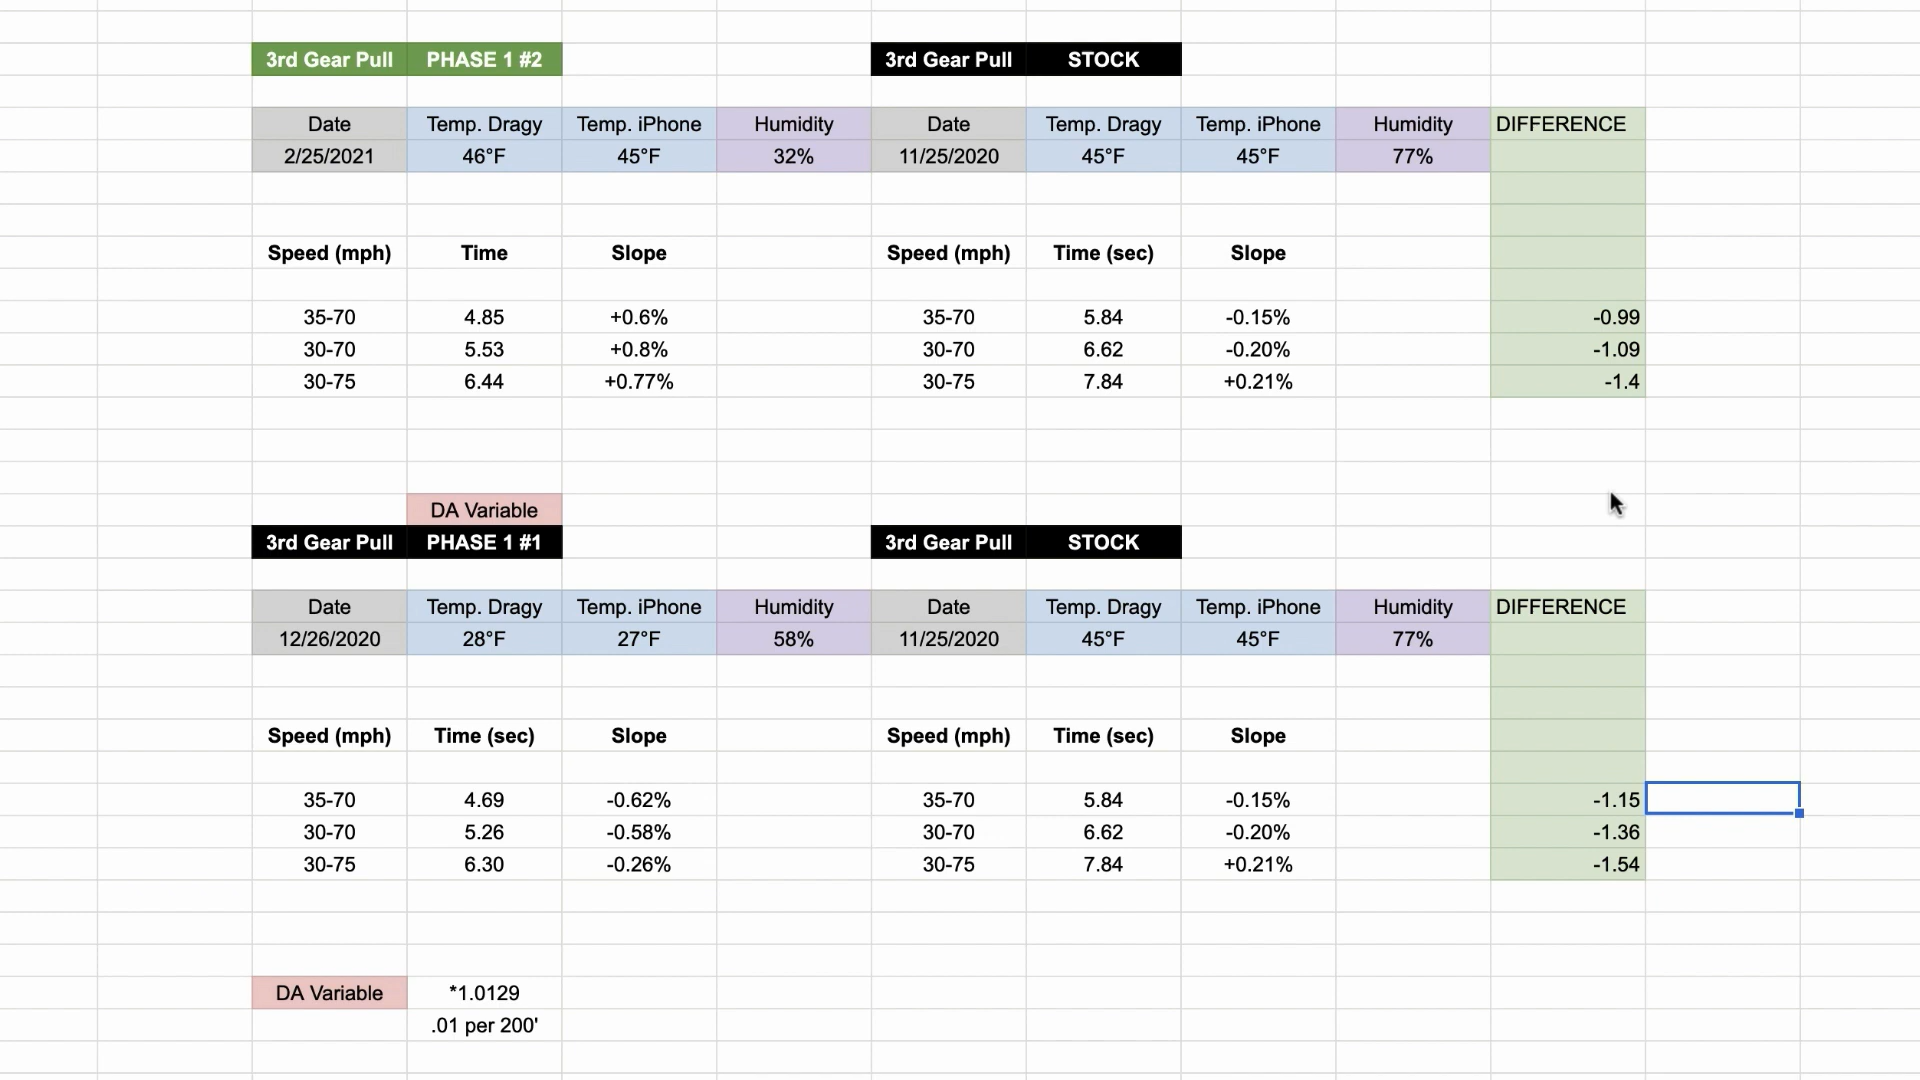 3rd Gear Pull PHASE 1 #2 3rd Gear Pull STOCK
Date Temp. Dragy Temp. iPhone Humidity Date Temp. Dragy Temp. iPhone Humidity DIFFERENCE
2/25/2021 46°F 45°F 32% 11/25/2020 45°F 45°F 77%
Speed (mph) Time Slope Speed (mph) Time (sec) Slope
35-70 4.85 +0.6% 35-70 5.84 -0.15% -0.99
30-70 5.53 +0.8% 30-70 6.62 -0.20% -1.09
30-75 6.44 +0.77% 30-75 7.84 +0.21% -1.4
DA Variable
3rd Gear Pull PHASE 1 #1 3rd Gear Pull STOCK
Date Temp. Dragy Temp. iPhone Humidity Date Temp. Dragy Temp. iPhone Humidity DIFFERENCE
12/26/2020 28°F 27°F 58% 11/25/2020 45°F 45°F 77%
Speed (mph) Time (sec) Slope Speed (mph) Time (sec) Slope
35-70 4.69 -0.62% 35-70 5.84 -0.15% -1.15
30-70 5.26 -0.58% 30-70 6.62 -0.20% -1.36
30-75 6.30 -0.26% 30-75 7.84 +0.21% -1.54
DA Variable *1.0129
.01 per 200'